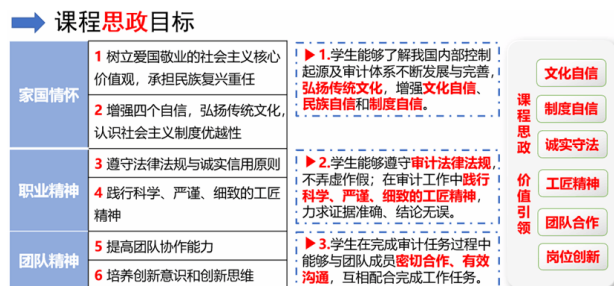 课程思政目标
家国情怀
1 树立爱国敬业的社会主义核心
价值观，承担民族复兴重任
2 增强四个自信，弘扬传统文化，
认识社会主义制度优越性
职业精神
3 遵守法律法规与诚实信用原则
4 践行科学、严谨、细致的工匠
精神
团队精神
5 提高团队协作能力
6 培养创新意识和创新思维
▶1.学生能够了解我国内部控制
起源及审计体系不断发展与完善，
弘扬传统文化，增强文化自信、
民族自信和制度自信。
▶2.学生能够遵守审计法律法规，
不弄虚作假；在审计工作中践行
科学、严谨、细致的工匠精神，
力求证据准确、结论无误。
▶3.学生在完成审计任务过程中
能够与团队成员密切合作、有效
沟通，互相配合完成工作任务。
课程思政
价值引领
文化自信
制度自信
诚实守法
工匠精神
团队合作
岗位创新